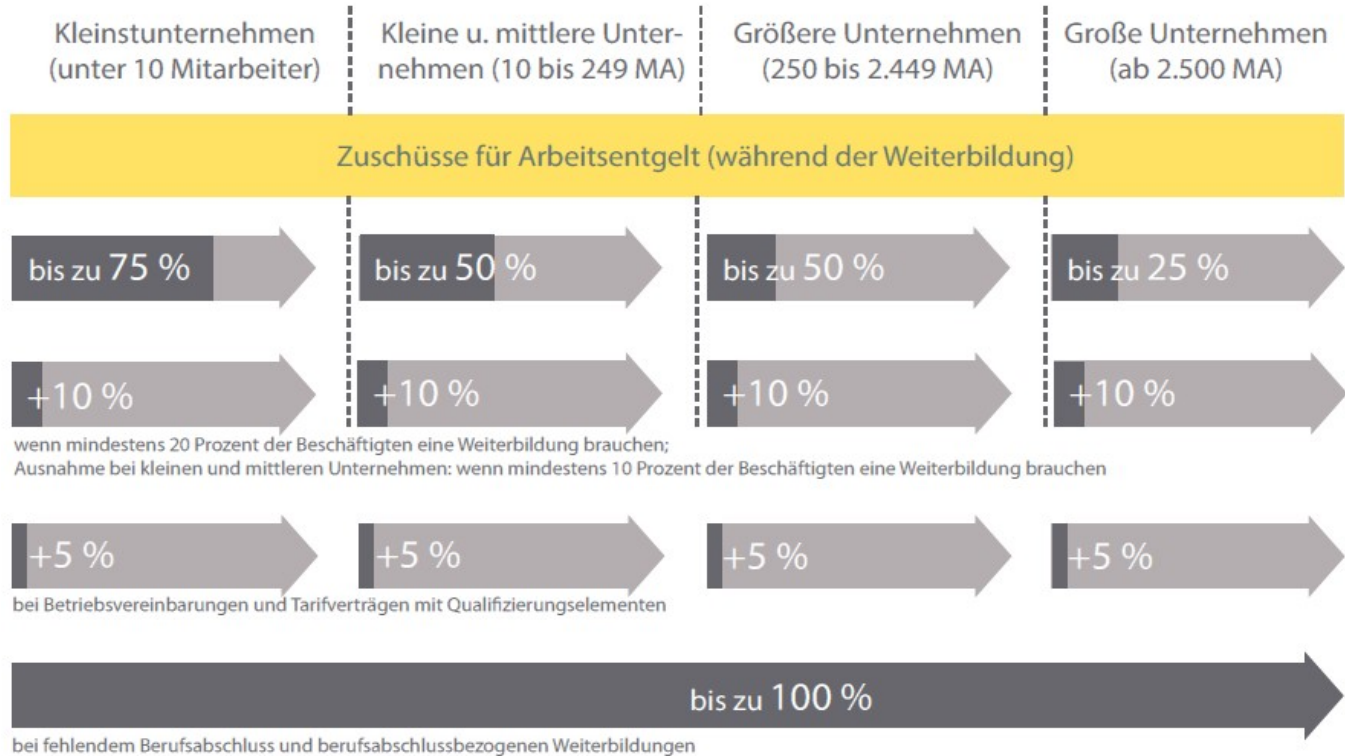 Kleinstunternehmen
(unter 10 Mitarbeiter)
Kleine u. mittlere Unter-
nehmen (10 bis 249 MA)
Größere Unternehmen
(250 bis 2.449 MA)
Große Unternehmen
(ab 2.500 MA)
Zuschüsse für Arbeitsentgelt (während der Weiterbildung)
bis zu 75 %
bis zu 50 %
bis zu 50 %
bis zu 25 %
+10 %
+10 %
+10 %
+10 %
wenn mindestens 20 Prozent der Beschäftigten eine Weiterbildung brauchen;
Ausnahme bei kleinen und mittleren Unternehmen: wenn mindestens 10 Prozent der Beschäftigten eine Weiterbildung brauchen
+5 %
+5 %
+5 %
+5 %
bei Betriebsvereinbarungen und Tarifverträgen mit Qualifizierungselementen
bis zu 100 %
bei fehlendem Berufsabschluss und berufsabschlussbezogenen Weiterbildungen